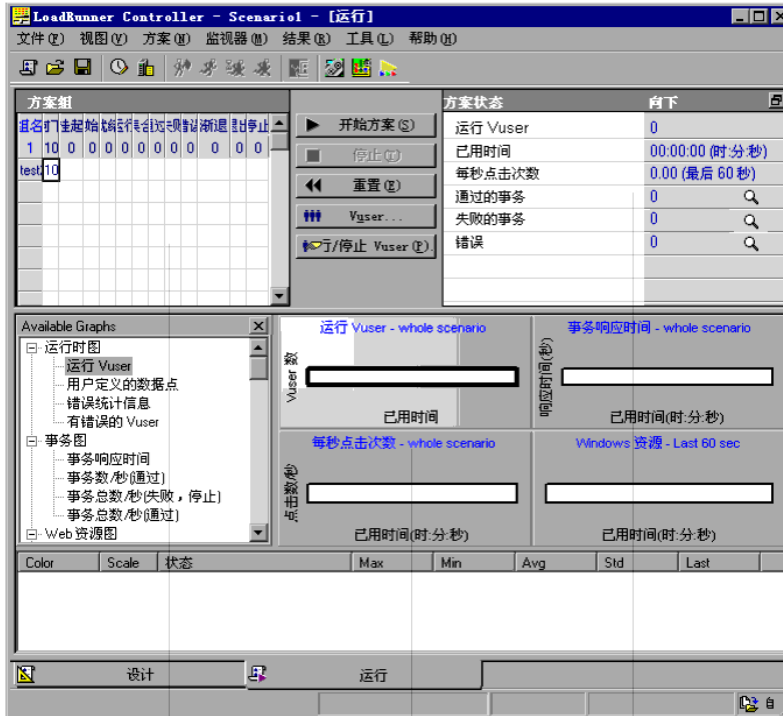 LoadRunner Controller - Scenario1 - [运行]
文件(F) 视图(V) 方案(N) 监视器(M) 结果(R) 工具(L) 帮助(H)
方案组
组名
1 10 0 0 0 0 0 0 0 0 0 0 0
test 10
开始方案(S)
停止(T)
重置(E)
Vuser...
行/停止 Vuser(P).
方案状态 向下
运行 Vuser 0
已用时间 00:00:00 (时:分:秒)
每秒点击次数 0.00 (最后 60 秒)
通过的事务 0
失败的事务 0
错误 0
Available Graphs
运行时图
运行 Vuser
用户定义的数据点
错误统计信息
有错误的 Vuser
事务图
事务响应时间
事务数/秒(通过)
事务总数/秒(失败，停止)
事务总数/秒(通过)
Web 资源图
运行 Vuser - whole scenario
Vuser 数
已用时间
事务响应时间 - whole scenario
响应时间(秒)
已用时间(时:分:秒)
每秒点击次数 - whole scenario
点击数/秒
已用时间(时:分:秒)
Windows 资源 - Last 60 sec
已用时间(时:分:秒)
Color Scale 状态 Max Min Avg Std Last
设计 运行
自